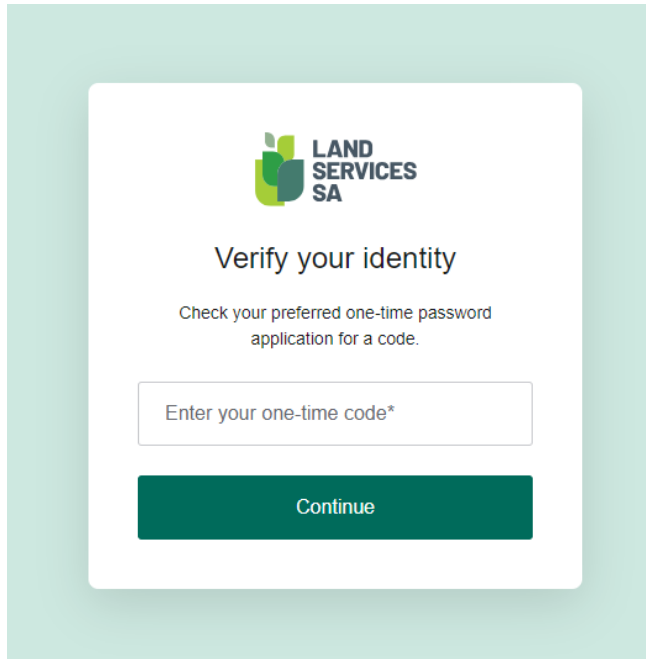 LAND
SERVICES
SA
Verify your identity
Check your preferred one-time password
application for a code.
Enter your one-time code*
Continue